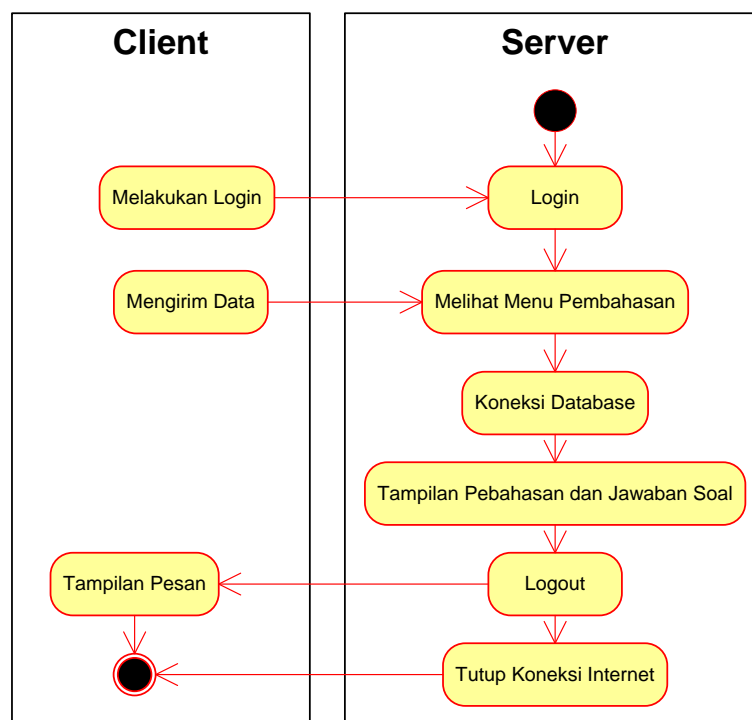 Client
Server
Melakukan Login
Login
Mengirim Data
Melihat Menu Pembahasan
Koneksi Database
Tampilan Pebahasan dan Jawaban Soal
Tampilan Pesan
Logout
Tutup Koneksi Internet